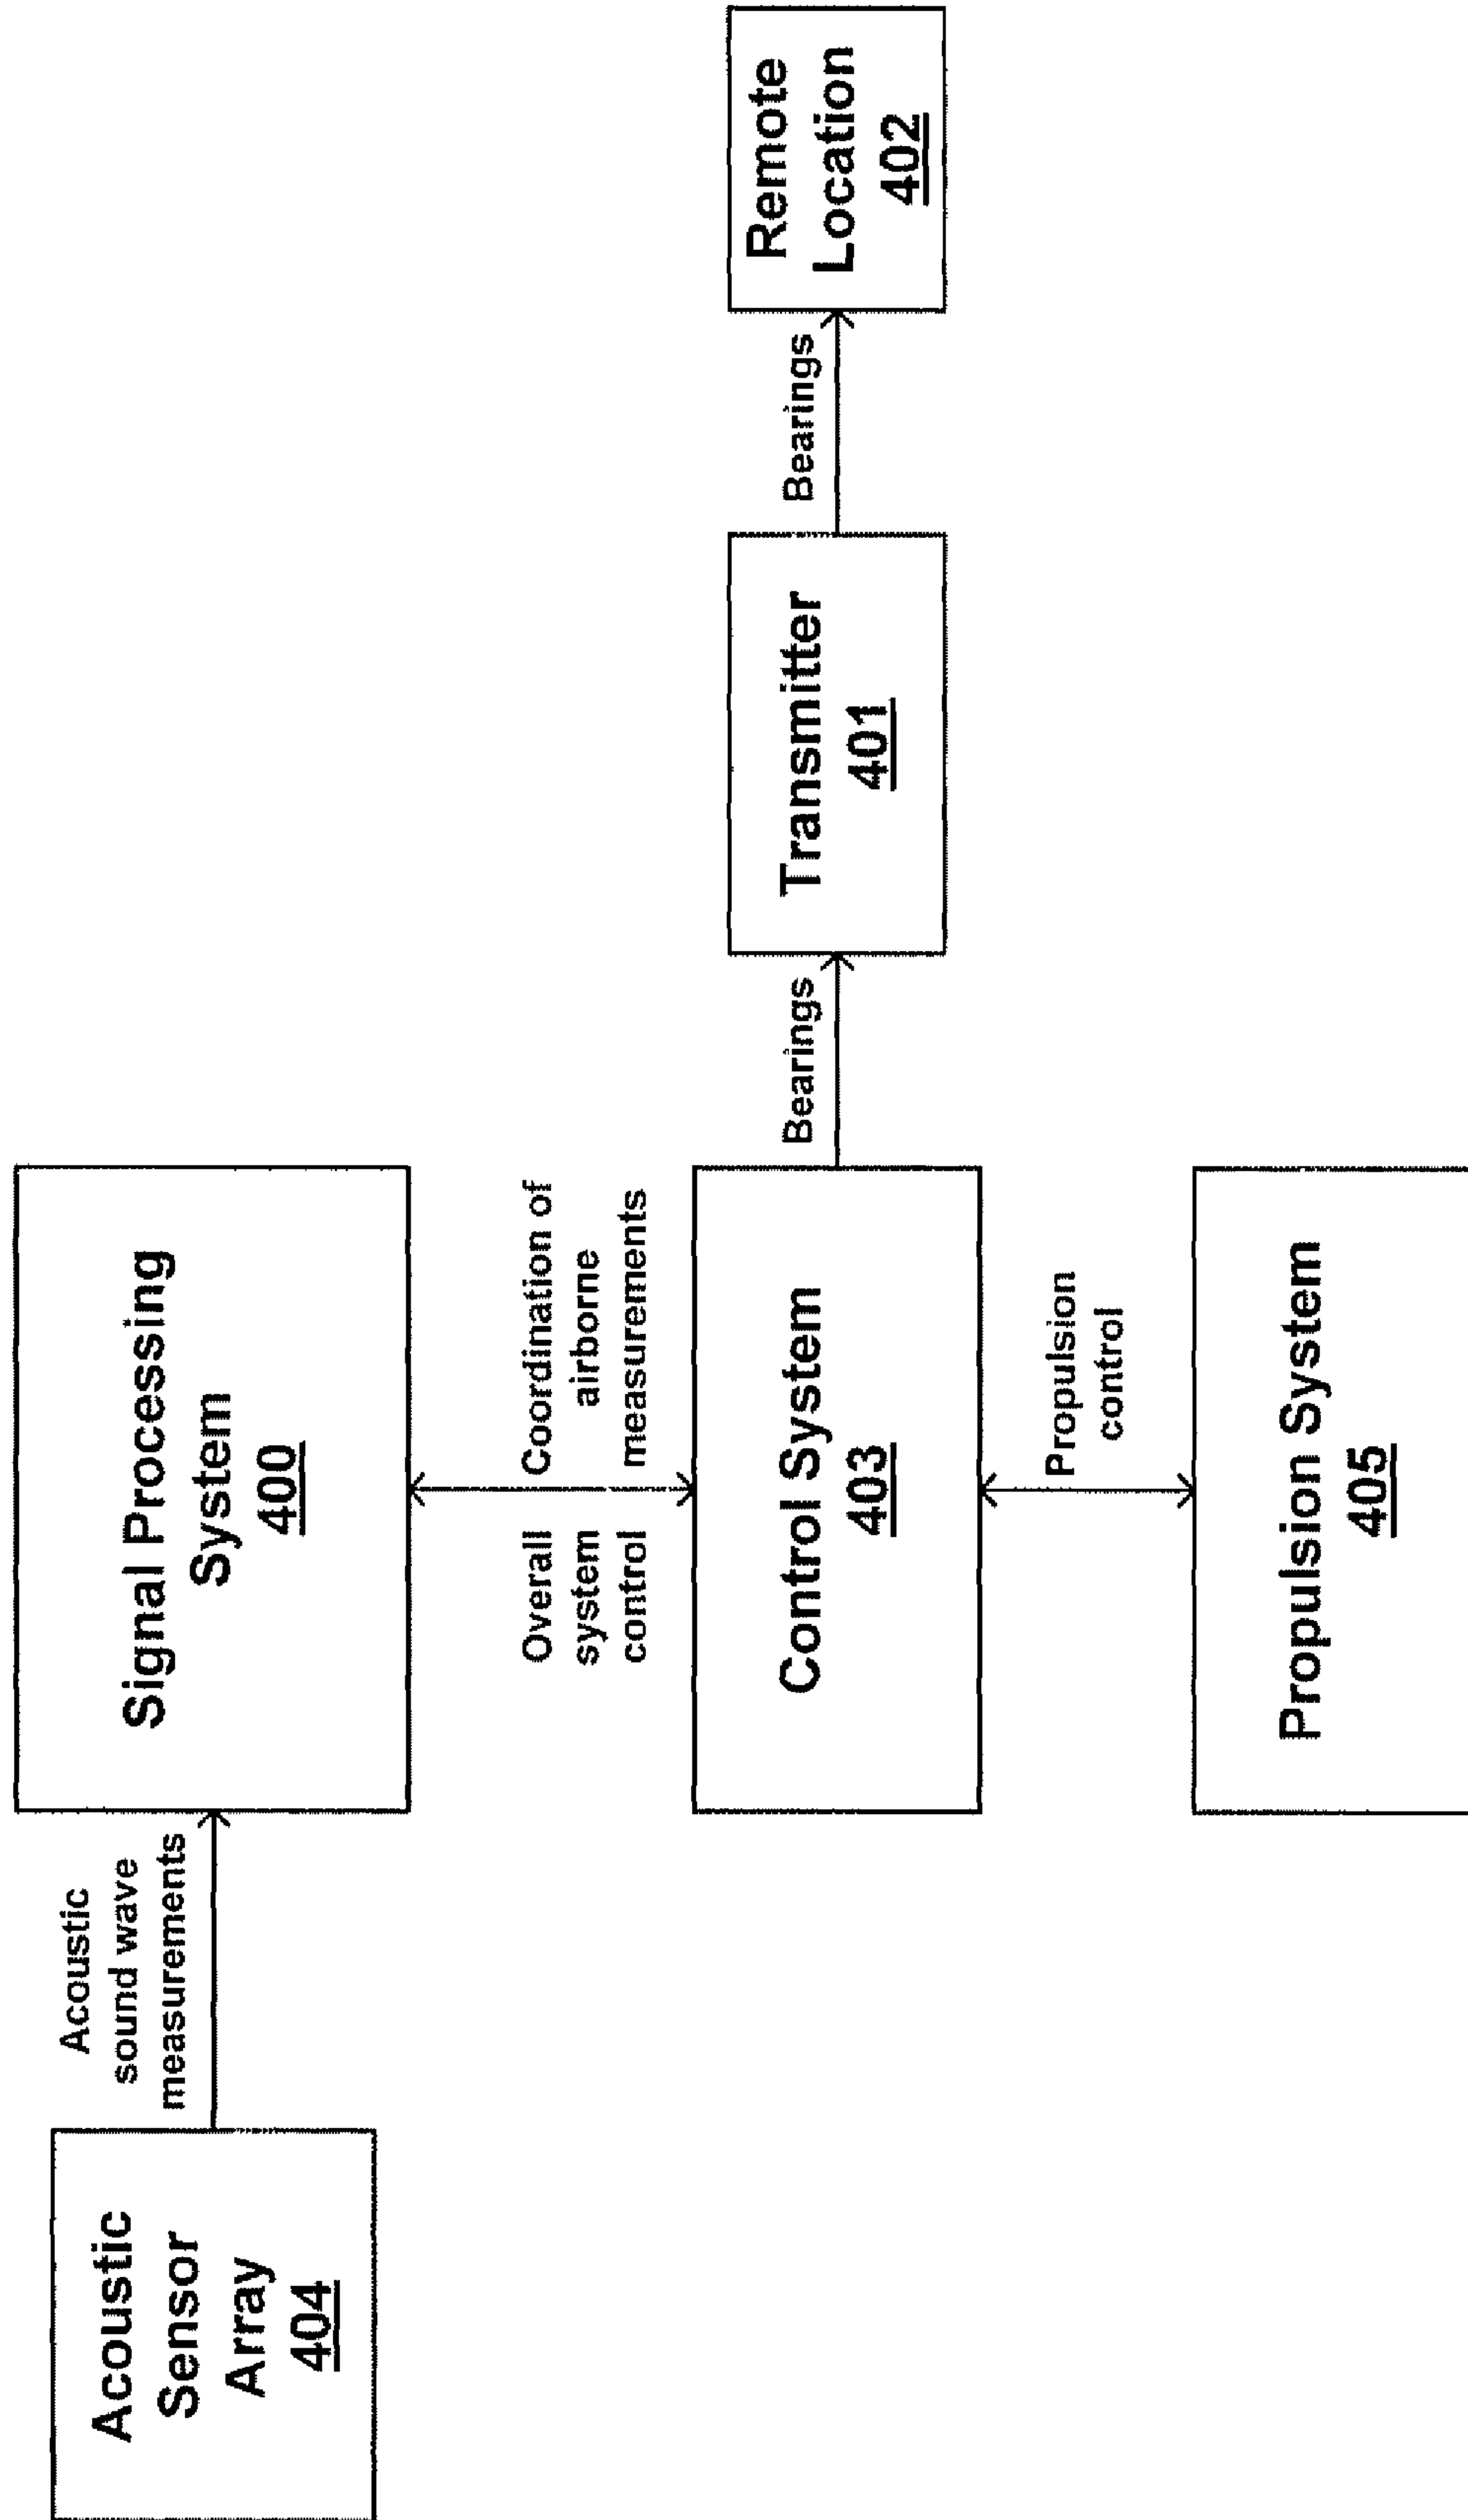 Acoustic
Sensor
Array
404
Acoustic
sound wave
measurements
Signal Processing
System
400
Overall
system
control
Coordination of
airborne
measurements
Control System
403
Bearings
Transmitter
401
Bearings
Remote
Location
402
Propulsion
control
Propulsion System
405